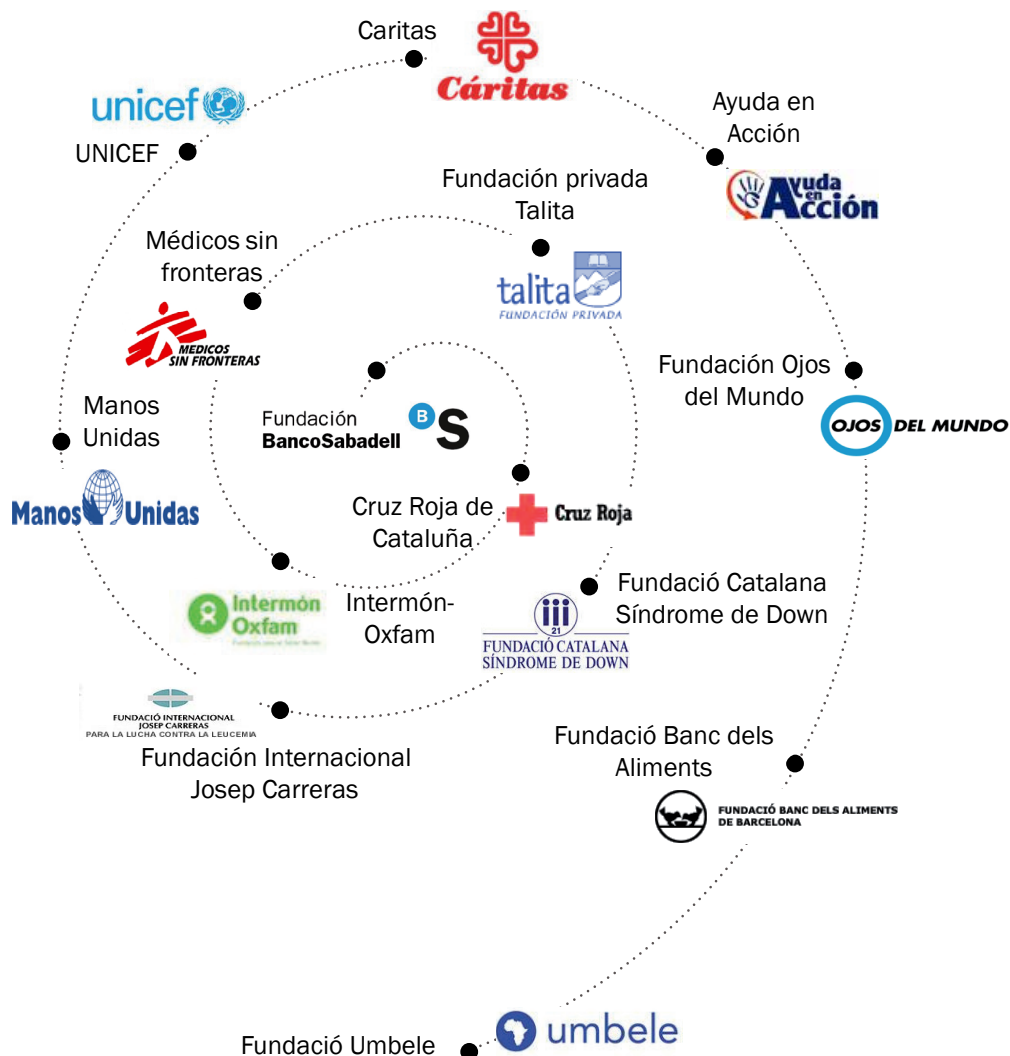 Caritas
Cáritas
unicef
UNICEF
Ayuda en
Acción
Ayuda
en
Acción
Fundación privada
Talita
talita
FUNDACIÓN PRIVADA
Médicos sin
fronteras
MEDICOS
SIN FRONTERAS
Fundación Ojos
del Mundo
OJOS DEL MUNDO
Manos
Unidas
Manos Unidas
Fundación
BancoSabadell
B S
Cruz Roja de
Cataluña
Cruz Roja
Intermón
Oxfam
Intermón-
Oxfam
Fundació Catalana
Síndrome de Down
21
FUNDACIÓ CATALANA
SÍNDROME DE DOWN
FUNDACIÓ INTERNACIONAL
JOSEP CARRERAS
PARA LA LUCHA CONTRA LA LEUCEMIA
Fundación Internacional
Josep Carreras
Fundació Banc dels
Aliments
FUNDACIÓ BANC DELS ALIMENTS
DE BARCELONA
umbele
Fundació Umbele